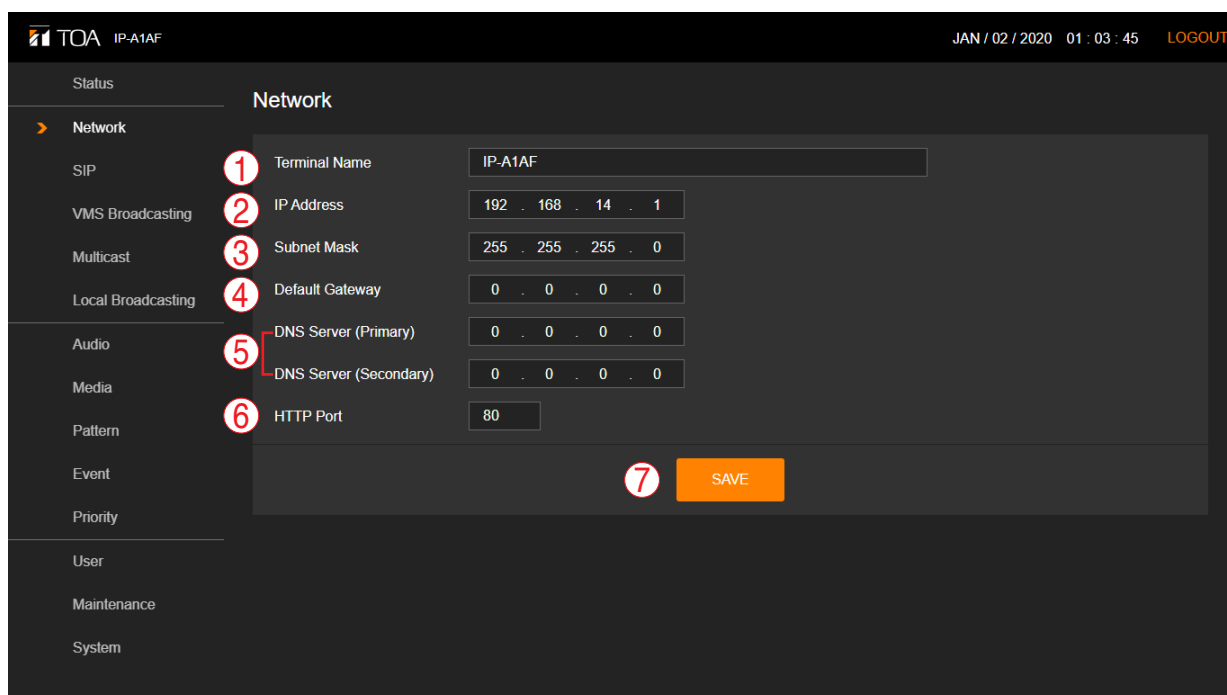 TOA IP-A1AF JAN / 02 / 2020 01 : 03 : 45 LOGOUT
Status
Network
SIP
VMS Broadcasting
Multicast
Local Broadcasting
Audio
Media
Pattern
Event
Priority
User
Maintenance
System
Network
1 Terminal Name IP-A1AF
2 IP Address 192 . 168 . 14 . 1
3 Subnet Mask 255 . 255 . 255 . 0
4 Default Gateway 0 . 0 . 0 . 0
5
DNS Server (Primary) 0 . 0 . 0 . 0
DNS Server (Secondary) 0 . 0 . 0 . 0
6 HTTP Port 80
7 SAVE